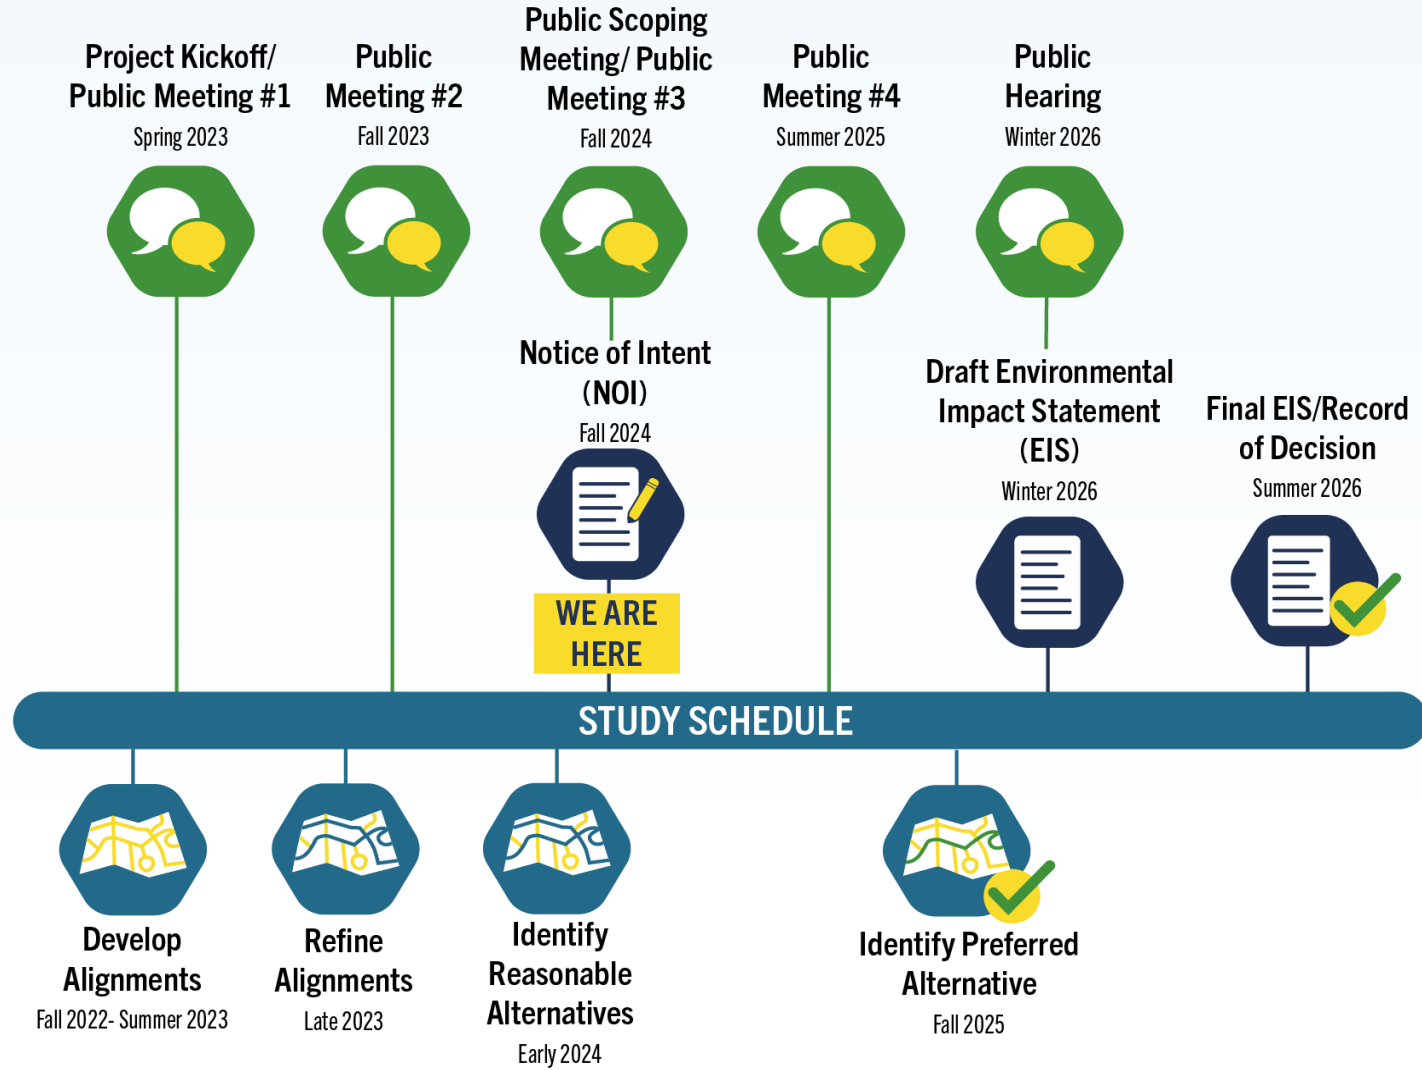 Project Kickoff/
Public Meeting #1
Spring 2023
Public
Meeting #2
Fall 2023
Public Scoping
Meeting/ Public
Meeting #3
Fall 2024
Public
Meeting #4
Summer 2025
Public
Hearing
Winter 2026
Notice of Intent
(NOI)
Fall 2024
WE ARE
HERE
Draft Environmental
Impact Statement
(EIS)
Winter 2026
Final EIS/Record
of Decision
Summer 2026
STUDY SCHEDULE
Develop
Alignments
Fall 2022- Summer 2023
Refine
Alignments
Late 2023
Identify
Reasonable
Alternatives
Early 2024
Identify Preferred
Alternative
Fall 2025